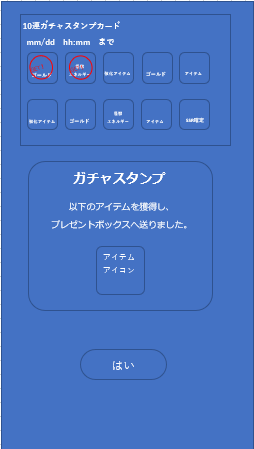 10連ガチャスタンプカード
mm/dd hh:mm まで
ゴールド
エネルギー
強化アイテム
ゴールド
アイテム
強化アイテム
ゴールド
エネルギー
アイテム
SSR確定
ガチャスタンプ
以下のアイテムを獲得し、
プレゼントボックスへ送りました。
アイテム
アイコン
はい